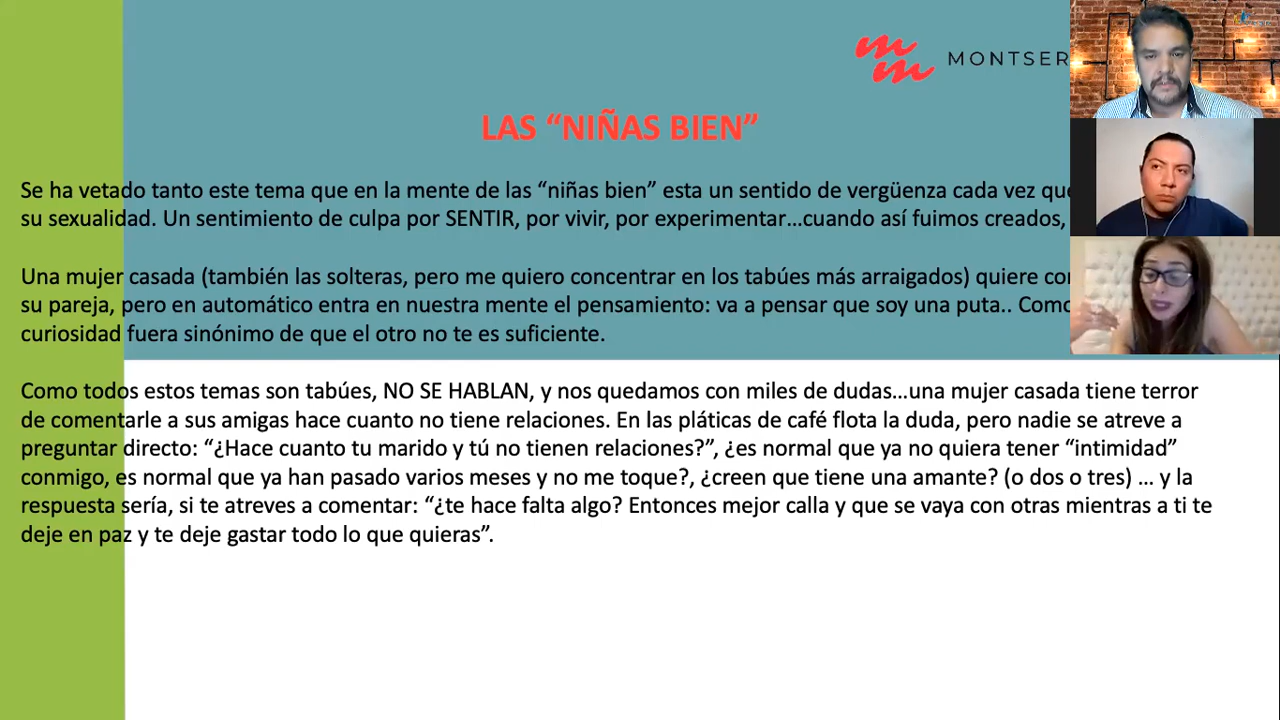 MONTSER
LAS “NIÑAS BIEN”
Se ha vetado tanto este tema que en la mente de las “niñas bien” esta un sentido de vergüenza cada vez que
su sexualidad. Un sentimiento de culpa por SENTIR, por vivir, por experimentar…cuando así fuimos creados,
Una mujer casada (también las solteras, pero me quiero concentrar en los tabúes más arraigados) quiere
su pareja, pero en automático entra en nuestra mente el pensamiento: va a pensar que soy una puta.. Como
curiosidad fuera sinónimo de que el otro no te es suficiente.
Como todos estos temas son tabúes, NO SE HABLAN, y nos quedamos con miles de dudas…una mujer casada tiene terror
de comentarle a sus amigas hace cuanto no tiene relaciones. En las pláticas de café flota la duda, pero nadie se atreve a
preguntar directo: “¿Hace cuanto tu marido y tú no tienen relaciones?”, ¿es normal que ya no quiera tener “intimidad”
conmigo, es normal que ya han pasado varios meses y no me toque?, ¿creen que tiene una amante? (o dos o tres) … y la
respuesta sería, si te atreves a comentar: “¿te hace falta algo? Entonces mejor calla y que se vaya con otras mientras a ti te
deje en paz y te deje gastar todo lo que quieras”.